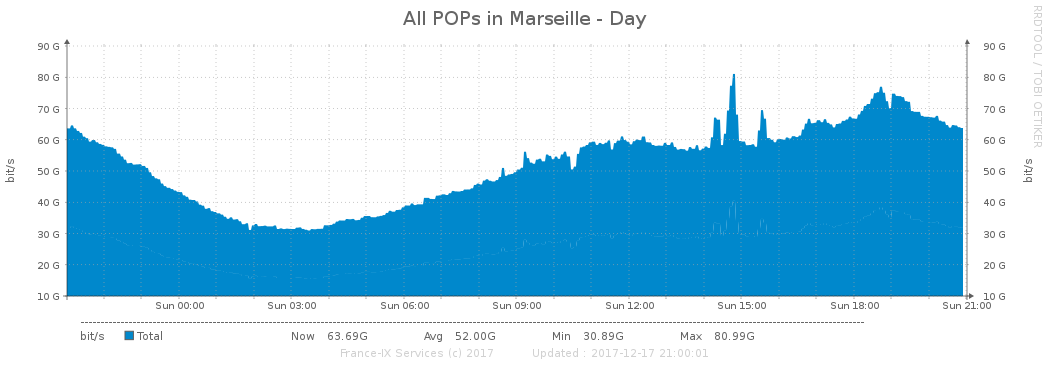 All POPs in Marseille - Day
RRDTOOL / TOBI OETIKER
bit/s
90 G 90 G
80 G 80 G
70 G 70 G
60 G 60 G
50 G 50 G
40 G 40 G
30 G 30 G
20 G 20 G
10 G 10 G
bit/s
Sun 00:00 Sun 03:00 Sun 06:00 Sun 09:00 Sun 12:00 Sun 15:00 Sun 18:00 Sun 21:00
bit/s Total Now 63.69G Avg 52.00G Min 30.89G Max 80.99G
France-IX Services (c) 2017 Updated : 2017-12-17 21:00:01